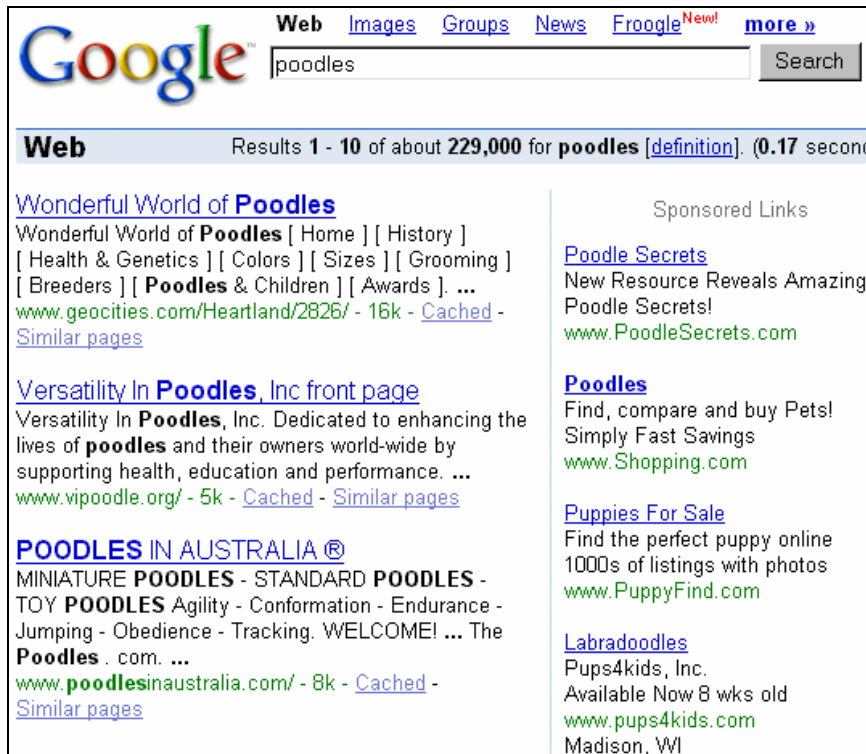 Google™
Web Images Groups News Froogle New! more »
poodles Search
Web Results 1 - 10 of about 229,000 for poodles [definition]. (0.17 secon
Wonderful World of Poodles
Wonderful World of Poodles [ Home ] [ History ]
[ Health & Genetics ] [ Colors ] [ Sizes ] [ Grooming ]
[ Breeders ] [ Poodles & Children ] [ Awards ]. ...
www.geocities.com/Heartland/2826/ - 16k - Cached -
Similar pages
Versatility In Poodles, Inc front page
Versatility In Poodles, Inc. Dedicated to enhancing the
lives of poodles and their owners world-wide by
supporting health, education and performance. ...
www.vipoodle.org/ - 5k - Cached - Similar pages
POODLES IN AUSTRALIA ®
MINIATURE POODLES - STANDARD POODLES -
TOY POODLES Agility - Conformation - Endurance -
Jumping - Obedience - Tracking. WELCOME! ... The
Poodles . com. ...
www.poodlesinaustralia.com/ - 8k - Cached -
Similar pages
Sponsored Links
Poodle Secrets
New Resource Reveals Amazing
Poodle Secrets!
www.PoodleSecrets.com
Poodles
Find, compare and buy Pets!
Simply Fast Savings
www.Shopping.com
Puppies For Sale
Find the perfect puppy online
1000s of listings with photos
www.PuppyFind.com
Labradoodles
Pups4kids, Inc.
Available Now 8 wks old
www.pups4kids.com
Madison, WI